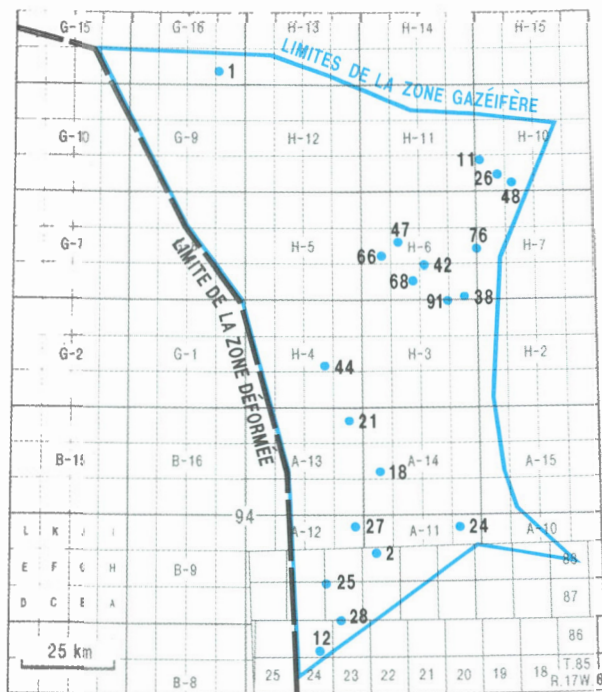 G-15 G-16 H-13 H-14 H-15
LIMITES DE LA ZONE GAZÉIFÈRE
1
G-10 G-9 H-12 H-11 H-10
11
26
48
47
76
G-7 H-5 H-6 H-7
66
42
68
91 38
LIMITE DE LA ZONE DÉFORMÉE
G-2 G-1 H-4 H-3 H-2
44
21
B-15 B-16 A-13 A-14 A-15
18
94
L K J I
A-12 27 A-11 24 A-10
2 88
E F G H
B-9
25 87
D C B A
28
86
12
25 km
B-8 25 24 23 22 21 20 19 18 T.85
R.17W.6